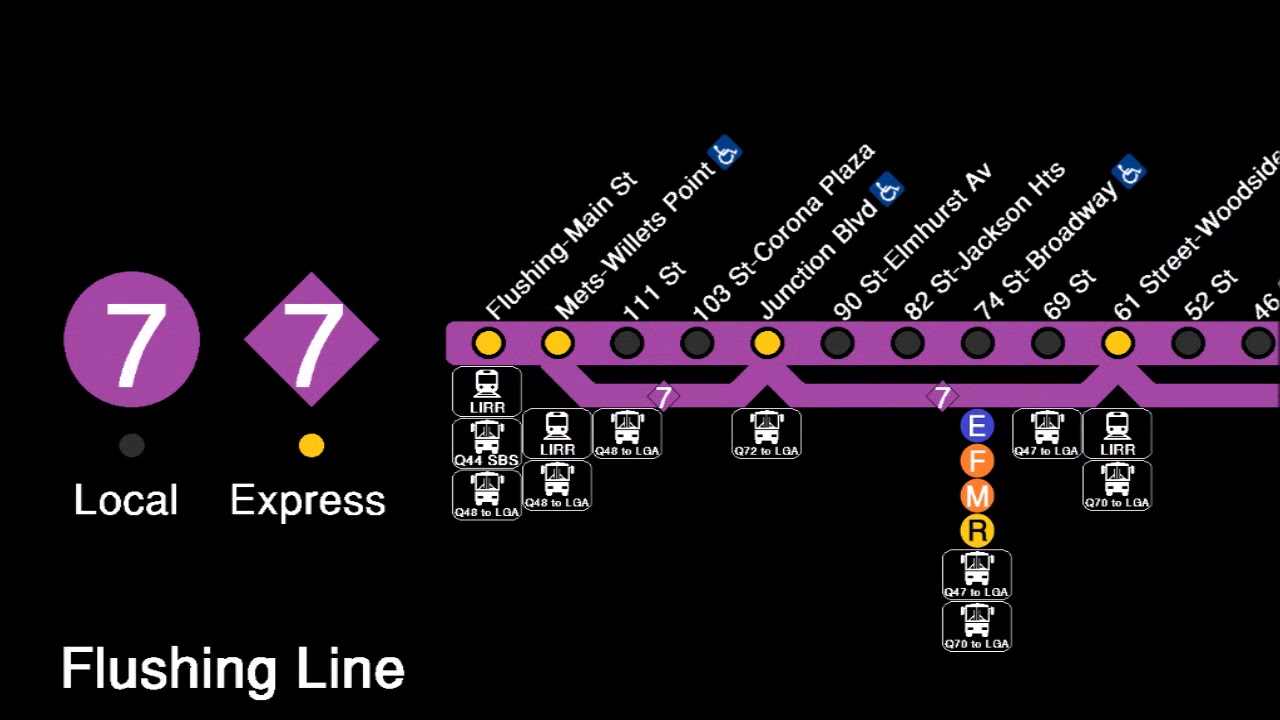 Flushing-Main St
Mets-Willets Point
111 St
103 St-Corona Plaza
Junction Blvd
90 St-Elmhurst Av
82 St-Jackson Hts
74 St-Broadway
69 St
61 Street-Woodside
52 St
46
7
7
Local
Express
7
7
LIRR
Q44 SBS
Q48 to LGA
LIRR
Q48 to LGA
Q48 to LGA
Q72 to LGA
E
F
M
R
Q47 to LGA
Q70 to LGA
Q47 to LGA
LIRR
Q70 to LGA
Flushing Line